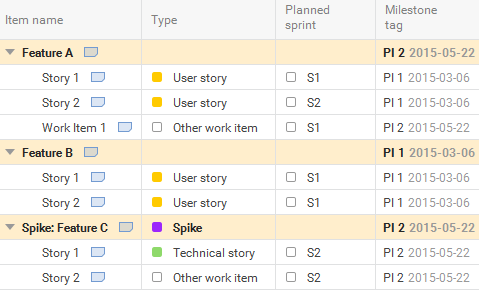 Item name Type Planned sprint Milestone tag
Feature A PI 2 2015-05-22
Story 1 User story S1 PI 1 2015-03-06
Story 2 User story S2 PI 1 2015-03-06
Work Item 1 Other work item S1 PI 2 2015-05-22
Feature B PI 1 2015-03-06
Story 1 User story S1 PI 1 2015-03-06
Story 2 User story S1 PI 1 2015-03-06
Spike: Feature C Spike PI 2 2015-05-22
Story 1 Technical story S2 PI 2 2015-05-22
Story 2 Other work item S2 PI 2 2015-05-22